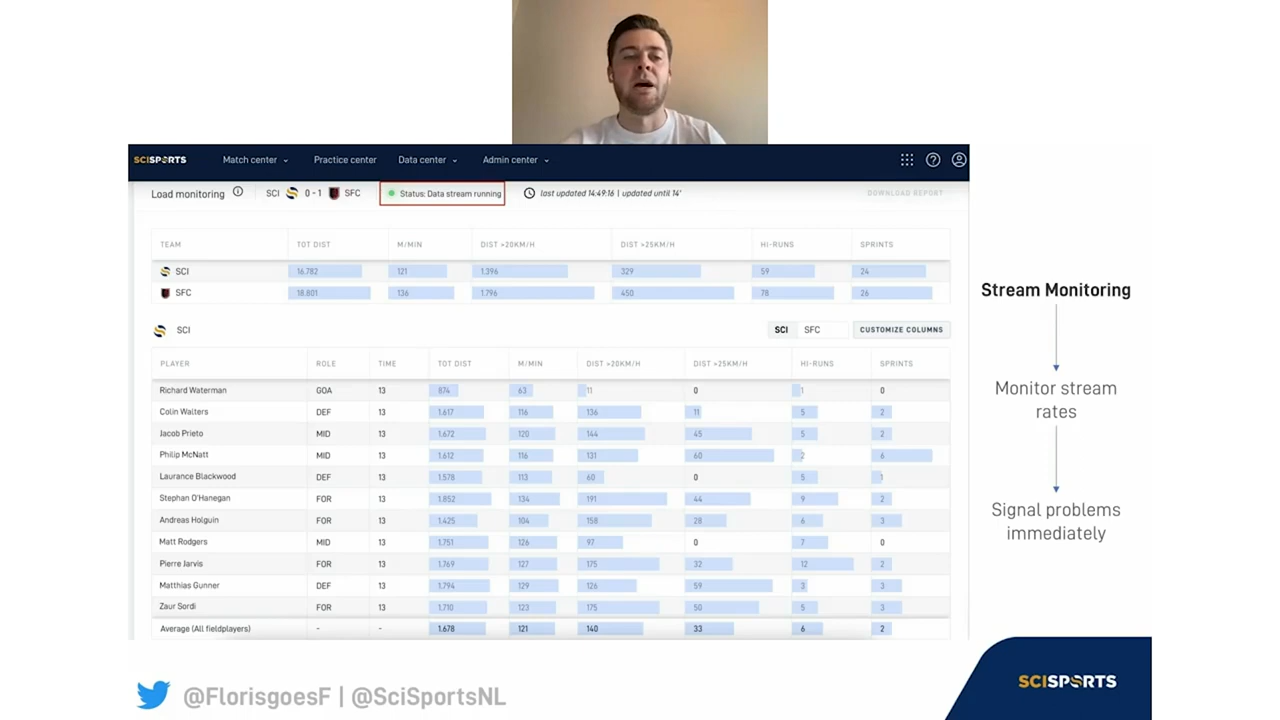 SCISPORTS Match center Practice center Data center Admin center
Load monitoring SCI 0 - 1 SFC Status: Data stream running last updated 14:49:16 | updated until 14' DOWNLOAD REPORT
TEAM TOT DIST M/MIN DIST >20KM/H DIST >25KM/H HI-RUNS SPRINTS
SCI 16.782 121 1.396 329 59 24
SFC 18.801 136 1.796 450 78 26
SCI SCI SFC CUSTOMIZE COLUMNS
PLAYER ROLE TIME TOT DIST M/MIN DIST >20KM/H DIST >25KM/H HI-RUNS SPRINTS
Richard Waterman GOA 13 874 63 11 0 1 0
Colin Walters DEF 13 1.617 116 136 11 5 2
Jacob Prieto MID 13 1.672 120 144 45 5 2
Philip McNatt MID 13 1.612 116 131 60 2 6
Laurance Blackwood DEF 13 1.578 113 60 0 5 1
Stephan O'Hanegan FOR 13 1.852 134 191 44 9 2
Andreas Holguin FOR 13 1.425 104 158 28 6 3
Matt Rodgers MID 13 1.751 126 97 0 7 0
Pierre Jarvis FOR 13 1.769 127 175 32 12 2
Matthias Gunner DEF 13 1.794 129 126 59 3 3
Zaur Sordi FOR 13 1.710 123 175 50 5 3
Average (All fieldplayers) - - 1.678 121 140 33 6 2
Stream Monitoring
Monitor stream
rates
Signal problems
immediately
@FlorisgoesF | @SciSportsNL
SCISPORTS